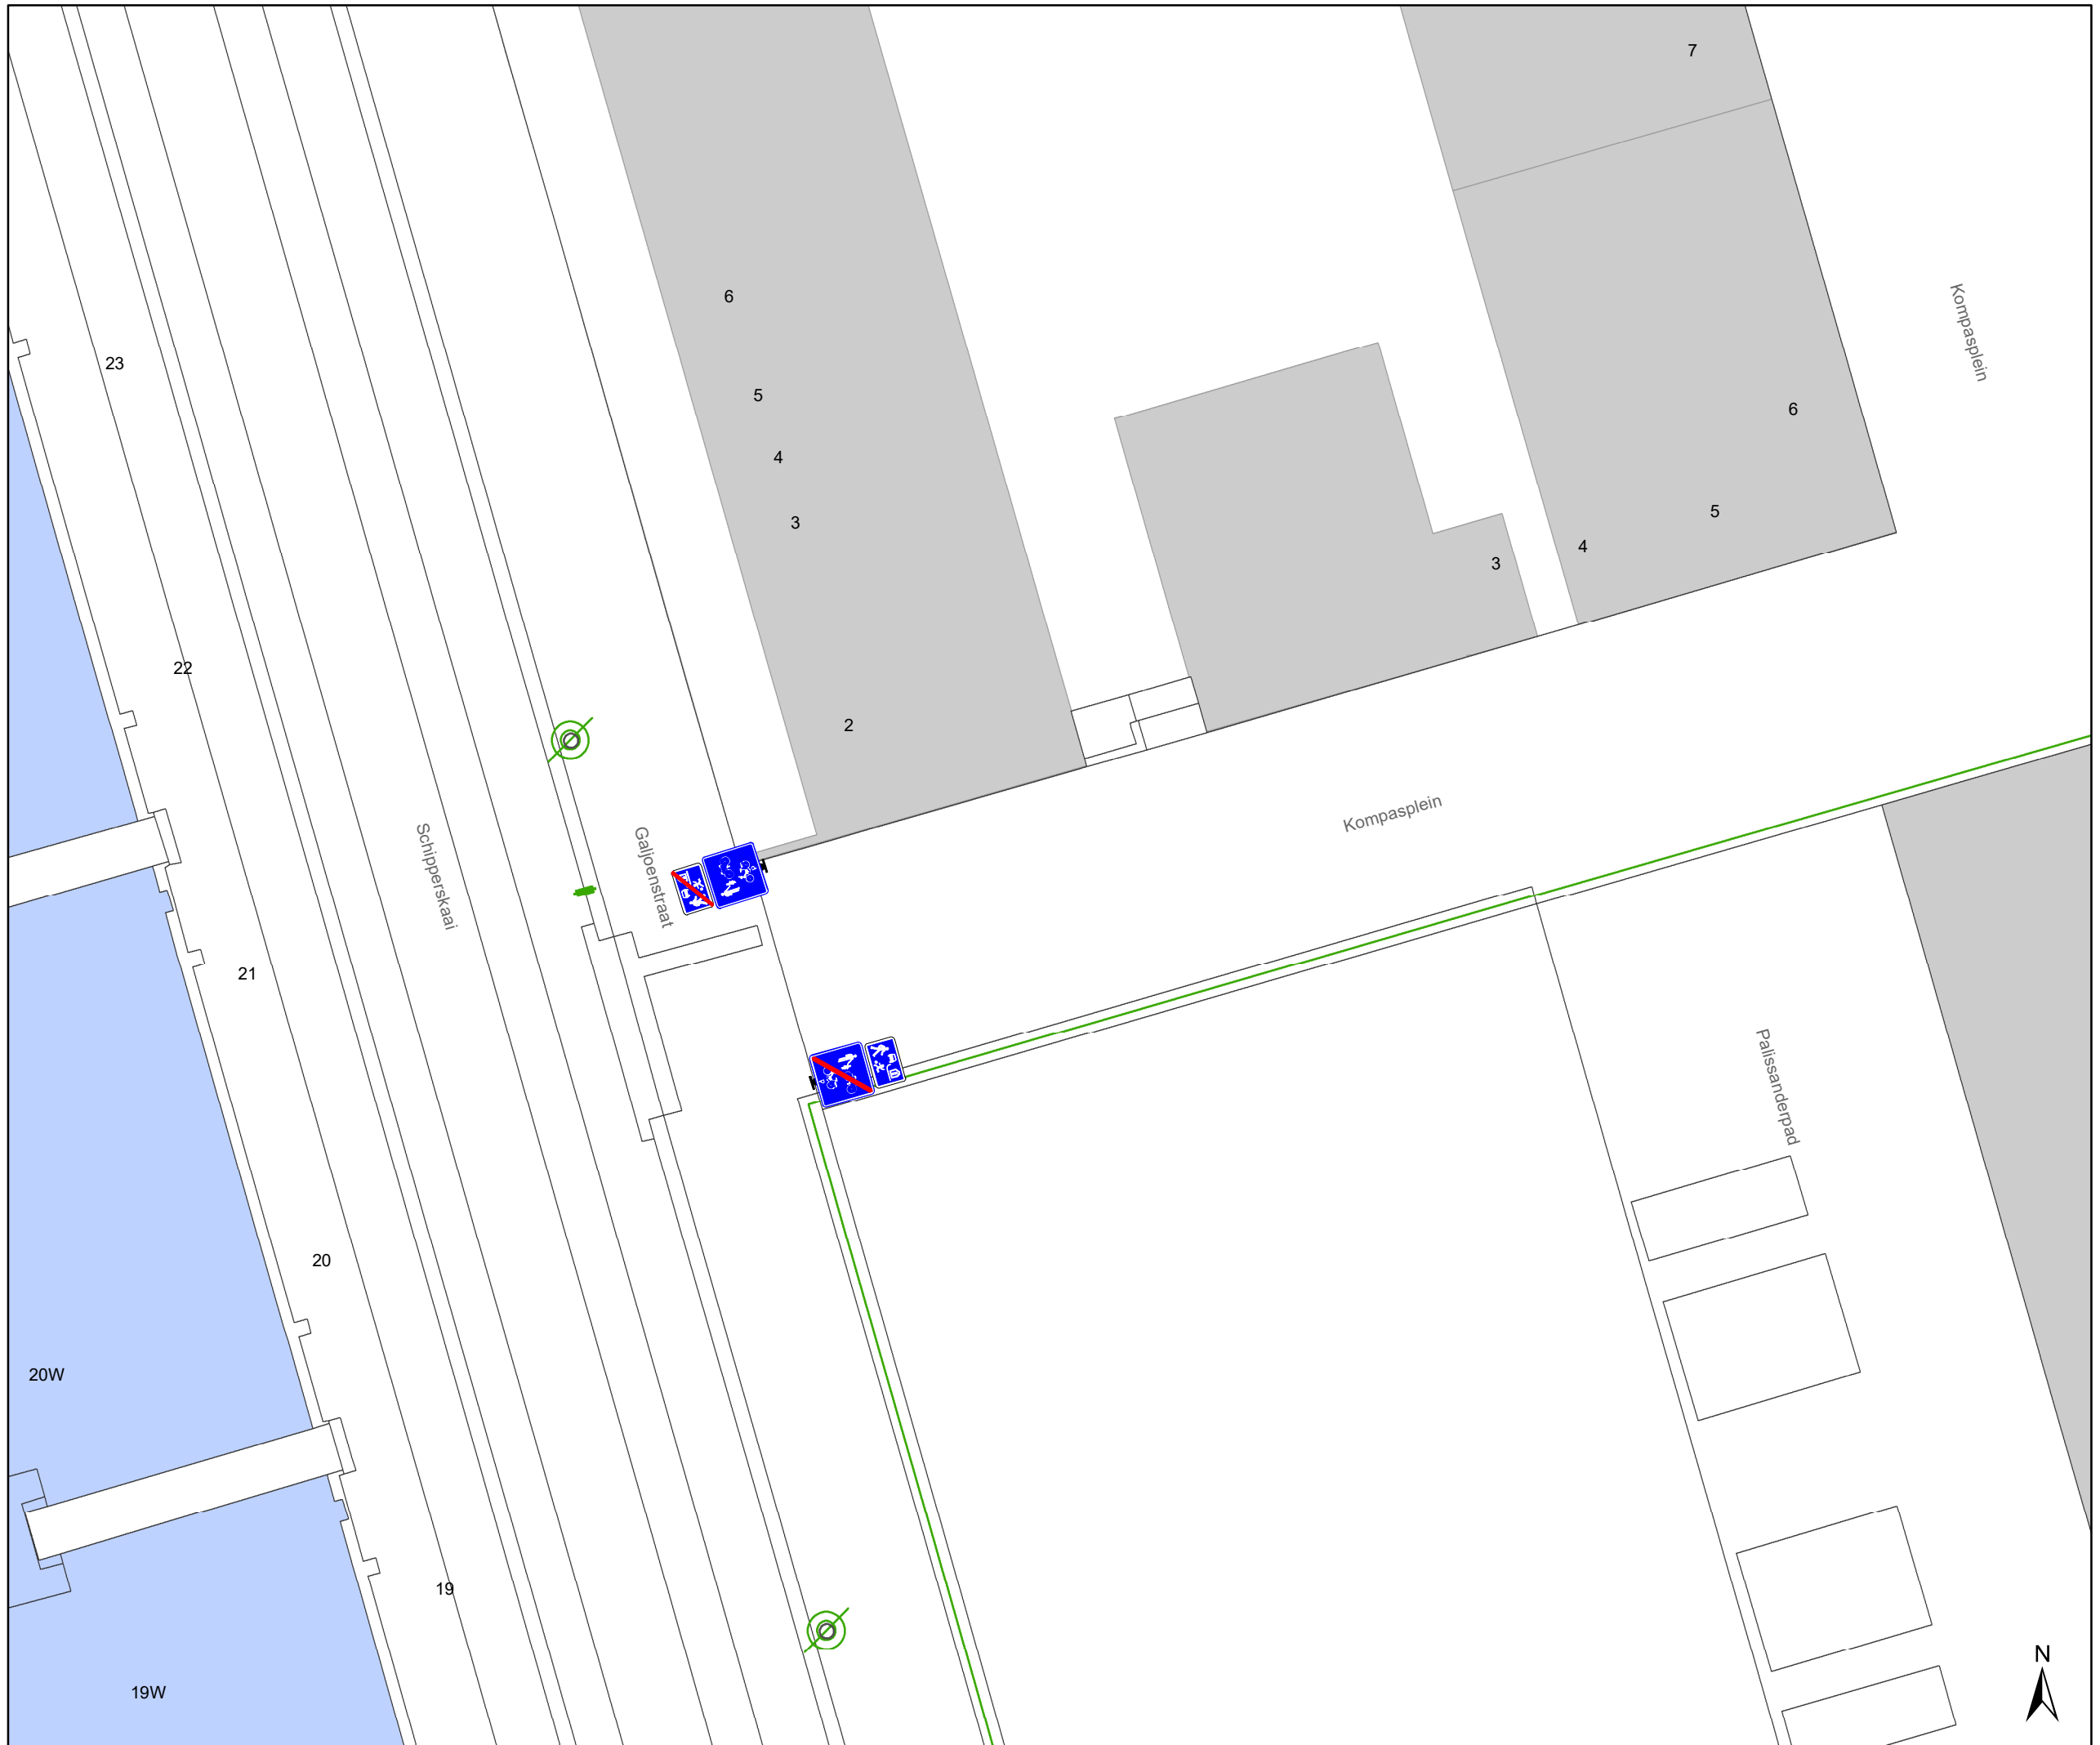 7
Kompasplein
6
23
5
6
4
3
5
4
3
22
2
Kompasplein
Schipperskaai
Galjoenstraat
21
Palissanderpad
20
20W
19
N
19W